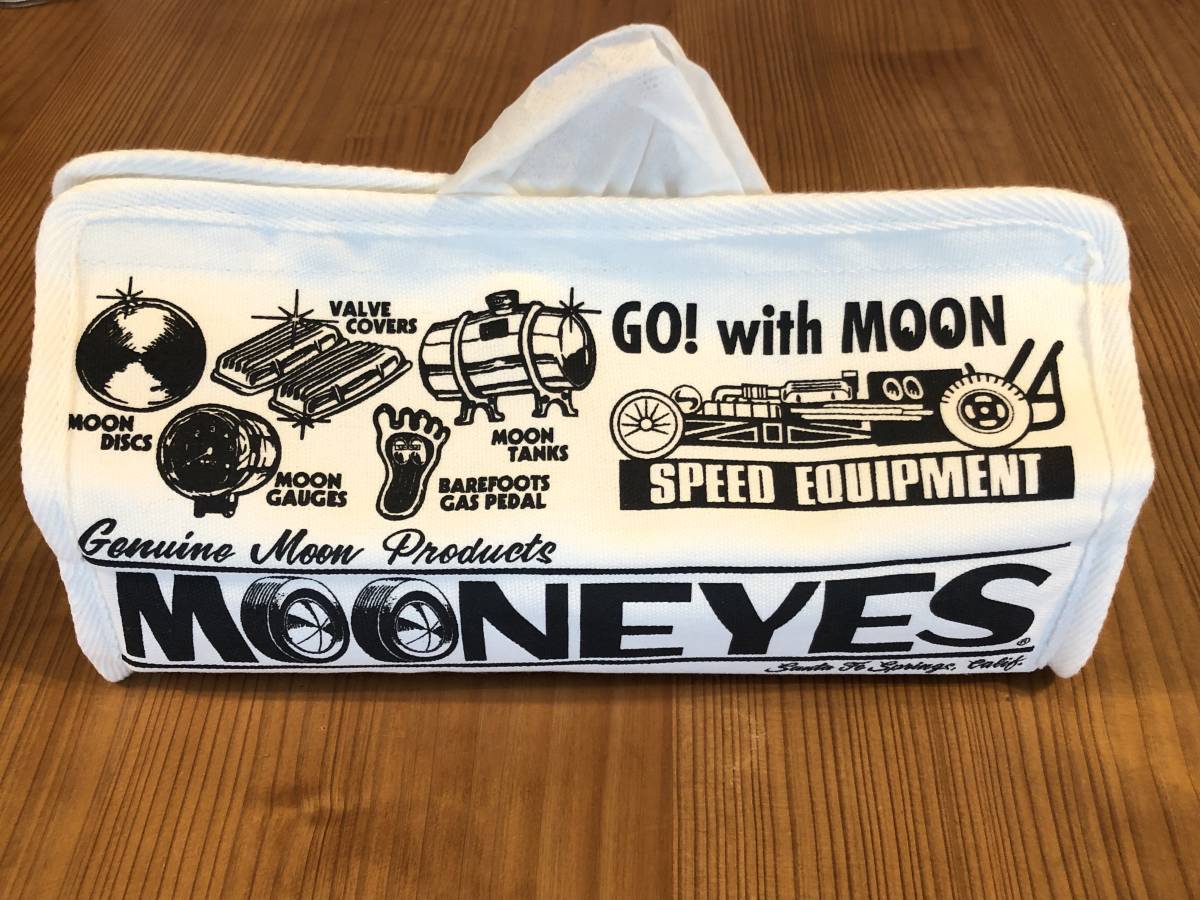 MOON
DISCS
VALVE
COVERS
MOON
TANKS
MOON
GAUGES
BAREFOOTS
GAS PEDAL
GO! with MOON
SPEED EQUIPMENT
Genuine Moon Products
MOONEYES®
Santa Fe Springs, Calif.